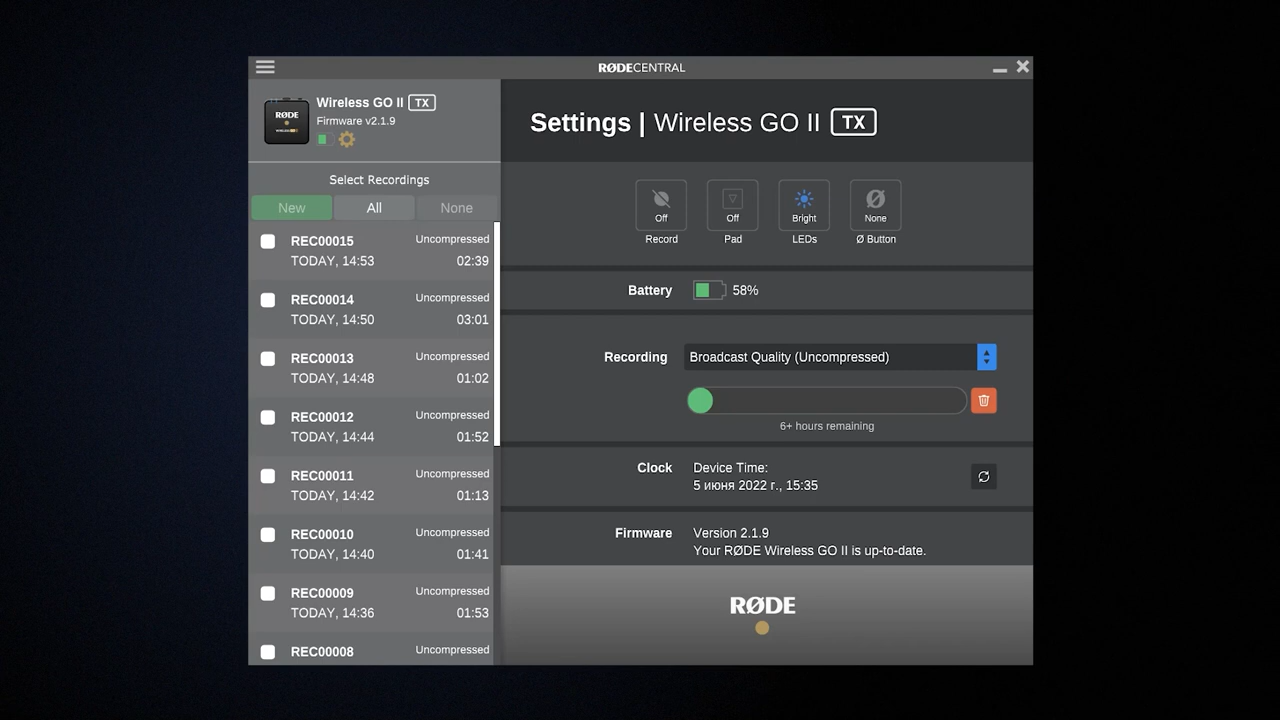 RØDECENTRAL
RØDE
Wireless GO II TX
Firmware v2.1.9
Select Recordings
New All None
REC00015 Uncompressed
TODAY, 14:53 02:39
REC00014 Uncompressed
TODAY, 14:50 03:01
REC00013 Uncompressed
TODAY, 14:48 01:02
REC00012 Uncompressed
TODAY, 14:44 01:52
REC00011 Uncompressed
TODAY, 14:42 01:13
REC00010 Uncompressed
TODAY, 14:40 01:41
REC00009 Uncompressed
TODAY, 14:36 01:53
REC00008 Uncompressed
Settings | Wireless GO II TX
Off Off Bright None
Record Pad LEDs Ø Button
Battery 58%
Recording Broadcast Quality (Uncompressed)
6+ hours remaining
Clock Device Time:
5 июня 2022 г., 15:35
Firmware Version 2.1.9
Your RØDE Wireless GO II is up-to-date.
RØDE